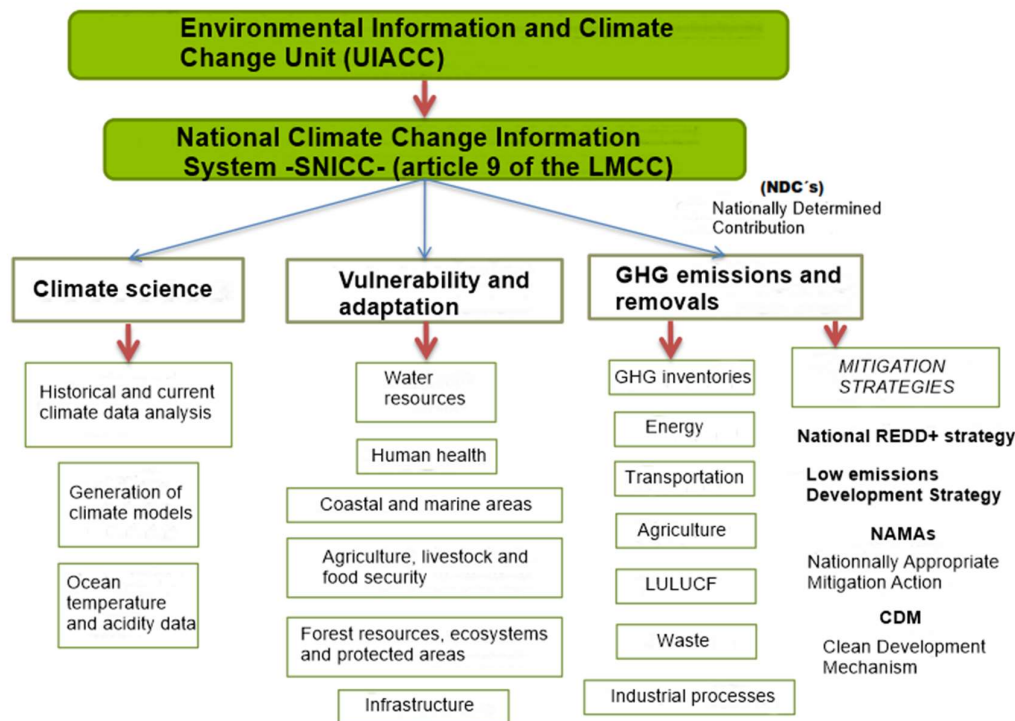 Environmental Information and Climate
Change Unit (UIACC)
National Climate Change Information
System -SNICC- (article 9 of the LMCC)
(NDC´s)
Nationally Determined
Contribution
Climate science
Historical and current
climate data analysis
Generation of
climate models
Ocean
temperature
and acidity data
Vulnerability and
adaptation
Water
resources
Human health
Coastal and marine areas
Agriculture, livestock and
food security
Forest resources, ecosystems
and protected areas
Infrastructure
GHG emissions and
removals
GHG inventories
Energy
Transportation
Agriculture
LULUCF
Waste
Industrial processes
MITIGATION
STRATEGIES
National REDD+ strategy
Low emissions
Development Strategy
NAMAs
Nationnally Appropriate
Mitigation Action
CDM
Clean Development
Mechanism